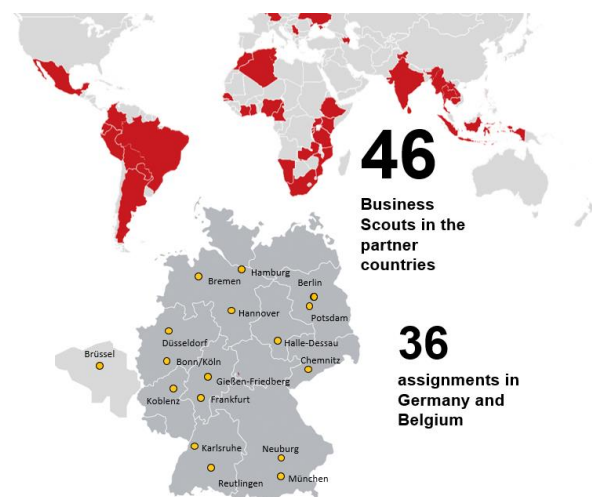 46
Business
Scouts in the
partner
countries
Hamburg
Bremen
Berlin
Hannover
Potsdam
Düsseldorf
Halle-Dessau
Brüssel
Bonn/Köln
Chemnitz
Gießen-Friedberg
Koblenz
Frankfurt
Karlsruhe
Neuburg
Reutlingen
München
36
assignments in
Germany and
Belgium